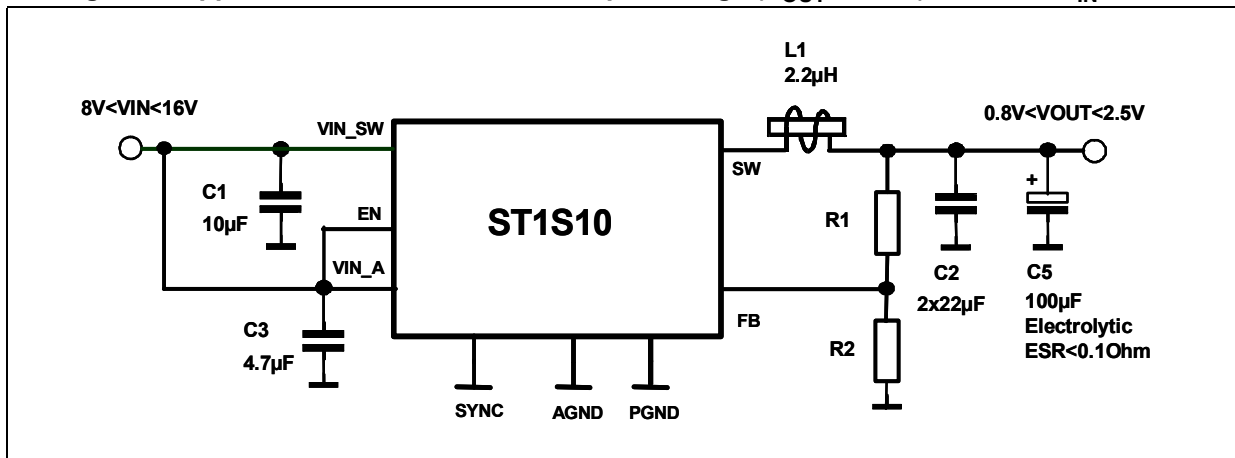 L1
2.2µH
8V<VIN<16V
0.8V<VOUT<2.5V
VIN_SW
SW
C1
10µF
EN
ST1S10
R1
VIN_A
C2
2x22µF
+
C5
100µF
Electrolytic
ESR<0.1Ohm
C3
4.7µF
FB
R2
SYNC
AGND
PGND